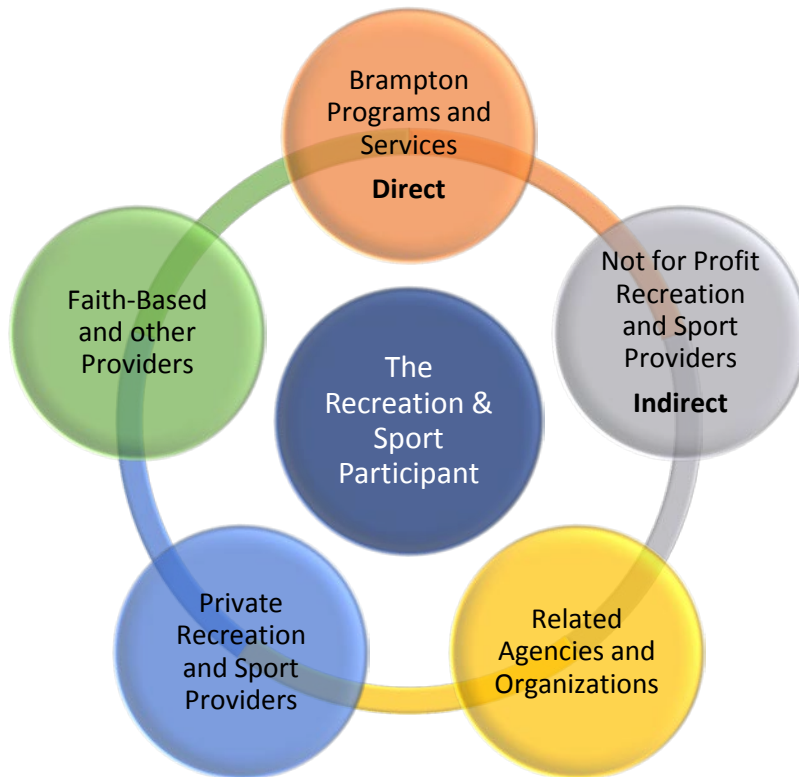 Brampton
Programs and
Services
Direct
Not for Profit
Recreation
and Sport
Providers
Indirect
Faith-Based
and other
Providers
The
Recreation &
Sport
Participant
Private
Recreation
and Sport
Providers
Related
Agencies and
Organizations